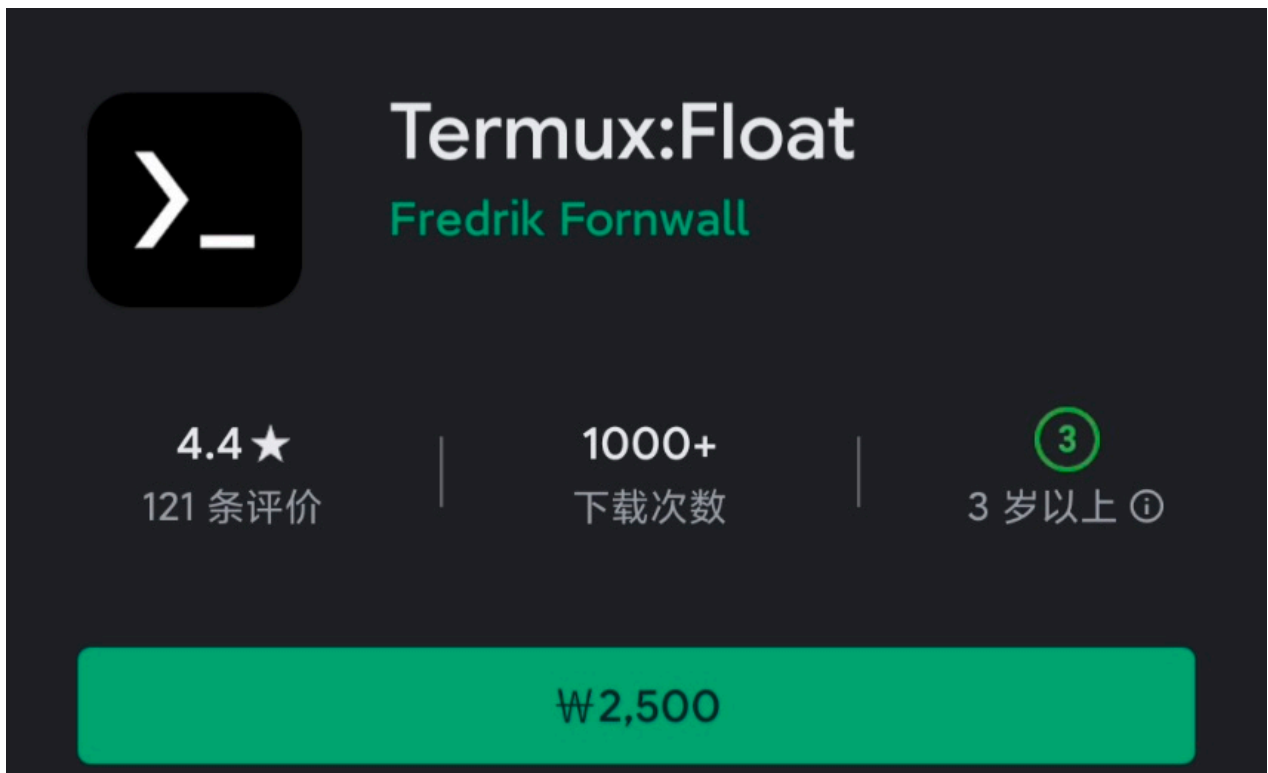 Termux:Float
Fredrik Fornwall
4.4★
121 条评价
1000+
下载次数
3
3 岁以上
₩2,500